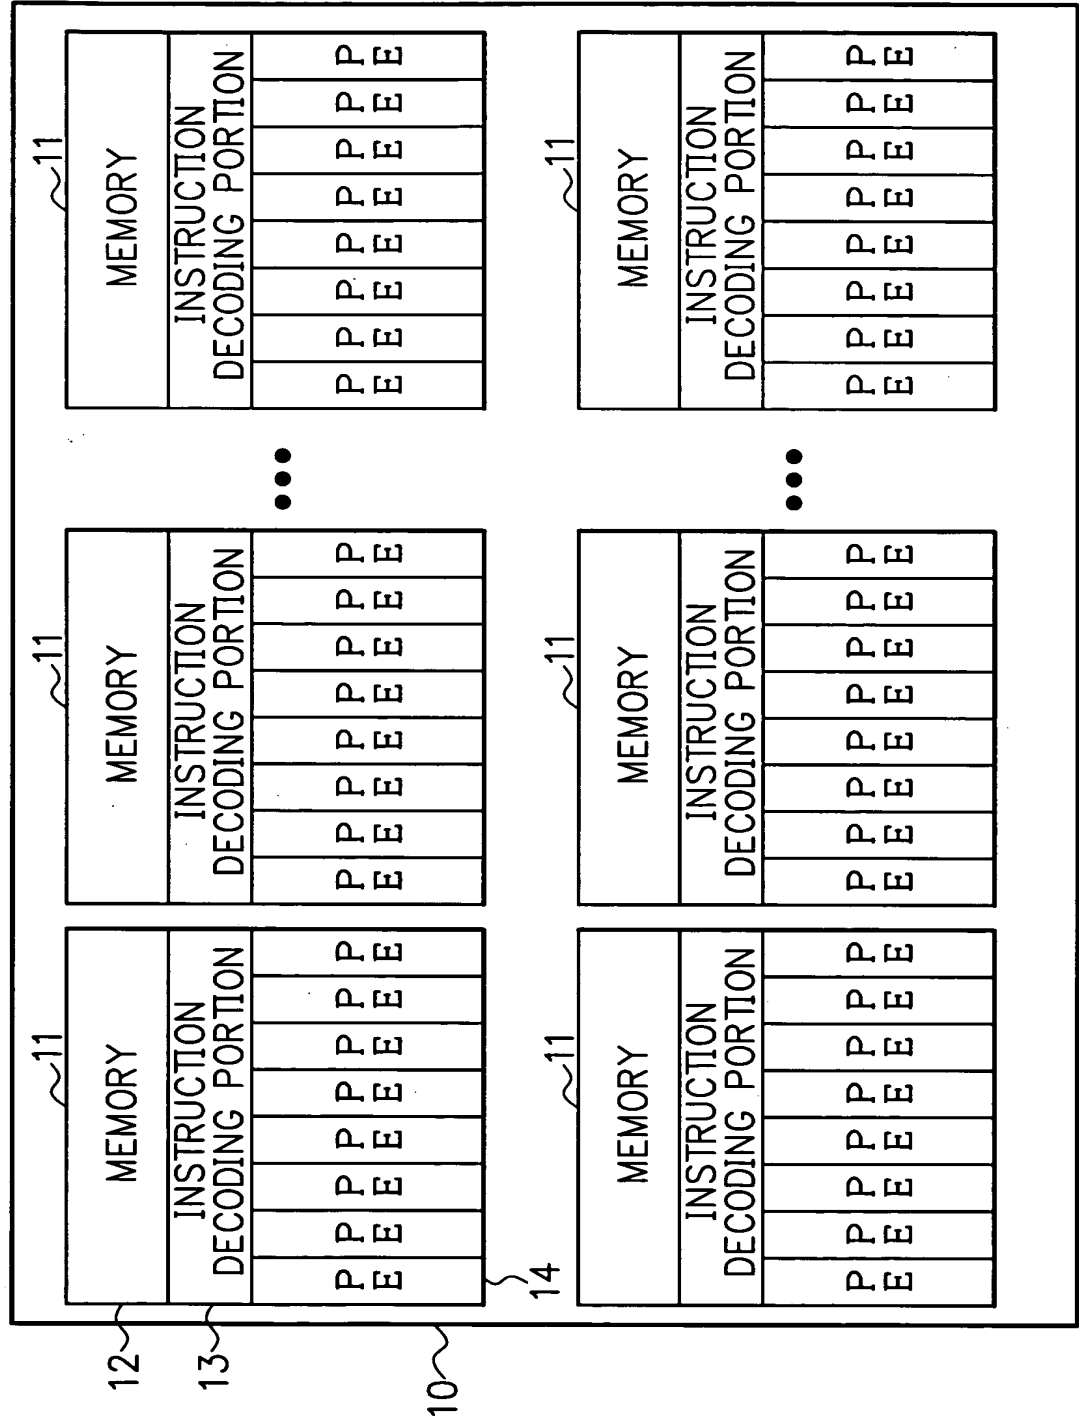 11
12
MEMORY
13
INSTRUCTION
DECODING PORTION
PE PE PE PE PE PE PE PE
14
11
MEMORY
INSTRUCTION
DECODING PORTION
PE PE PE PE PE PE PE PE
11
MEMORY
INSTRUCTION
DECODING PORTION
PE PE PE PE PE PE PE PE
10
11
MEMORY
INSTRUCTION
DECODING PORTION
PE PE PE PE PE PE PE PE
11
MEMORY
INSTRUCTION
DECODING PORTION
PE PE PE PE PE PE PE PE
11
MEMORY
INSTRUCTION
DECODING PORTION
PE PE PE PE PE PE PE PE